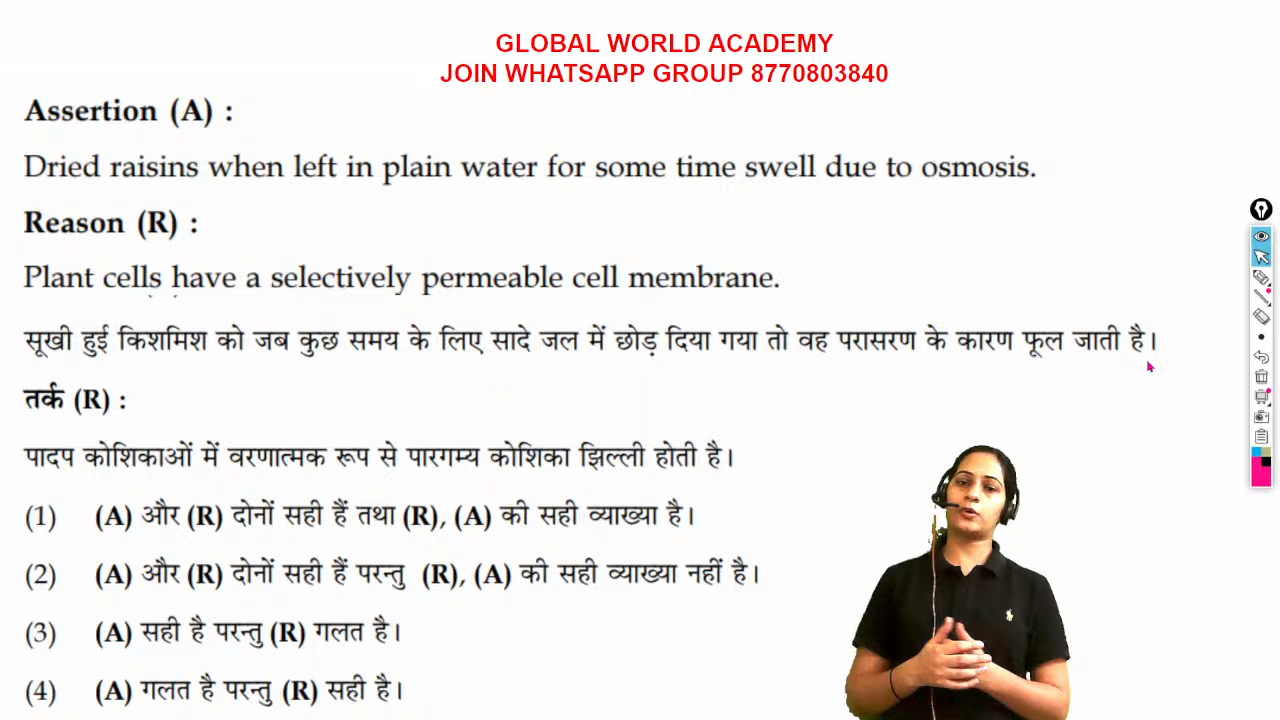 GLOBAL WORLD ACADEMY
JOIN WHATSAPP GROUP 8770803840
Assertion (A) :
Dried raisins when left in plain water for some time swell due to osmosis.
Reason (R) :
Plant cells have a selectively permeable cell membrane.
सूखी हुई किशमिश को जब कुछ समय के लिए सादे जल में छोड़ दिया गया तो वह परासरण के कारण फूल जाती है।
तर्क (R) :
पादप कोशिकाओं में वरणात्मक रूप से पारगम्य कोशिका झिल्ली होती है।
(1) (A) और (R) दोनों सही हैं तथा (R), (A) की सही व्याख्या है।
(2) (A) और (R) दोनों सही हैं परन्तु (R), (A) की सही व्याख्या नहीं है।
(3) (A) सही है परन्तु (R) गलत है।
(4) (A) गलत है परन्तु (R) सही है।